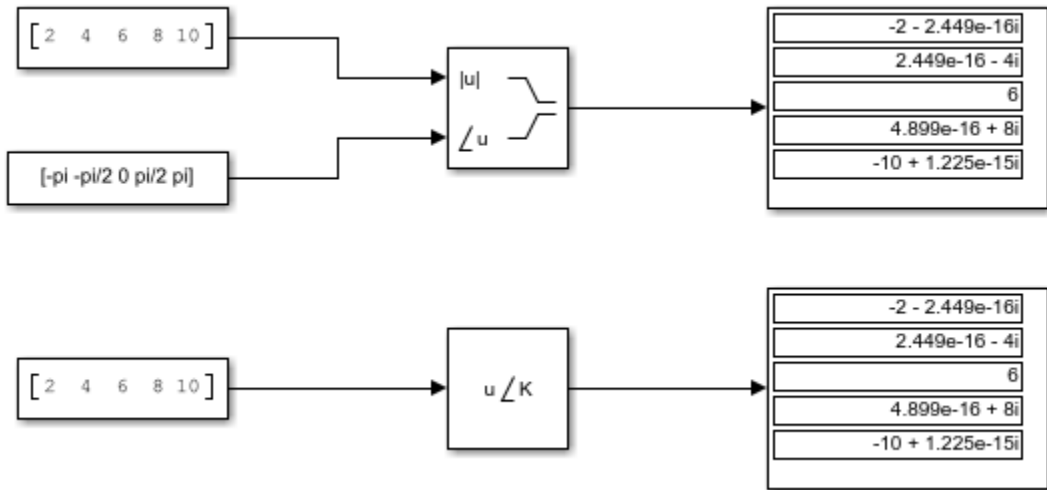 [2 4 6 8 10]
|u|
∠u
[-pi -pi/2 0 pi/2 pi]
-2 - 2.449e-16i
2.449e-16 - 4i
6
4.899e-16 + 8i
-10 + 1.225e-15i
[2 4 6 8 10]
u∠K
-2 - 2.449e-16i
2.449e-16 - 4i
6
4.899e-16 + 8i
-10 + 1.225e-15i